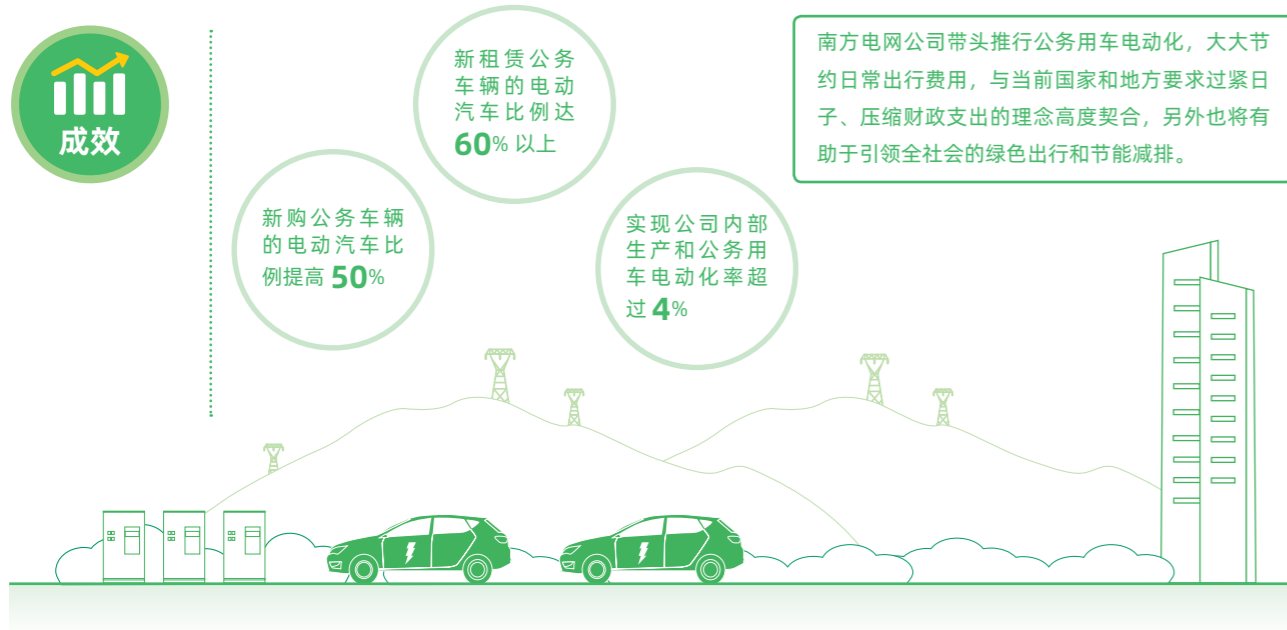 成效
新租赁公务
车辆的电动
汽车比例达
60% 以上
新购公务车辆
的电动汽车比
例提高 50%
实现公司内部
生产和公务用
车电动化率超
过 4%
南方电网公司带头推行公务用车电动化，大大节
约日常出行费用，与当前国家和地方要求过紧日
子、压缩财政支出的理念高度契合，另外也将有
助于引领全社会的绿色出行和节能减排。